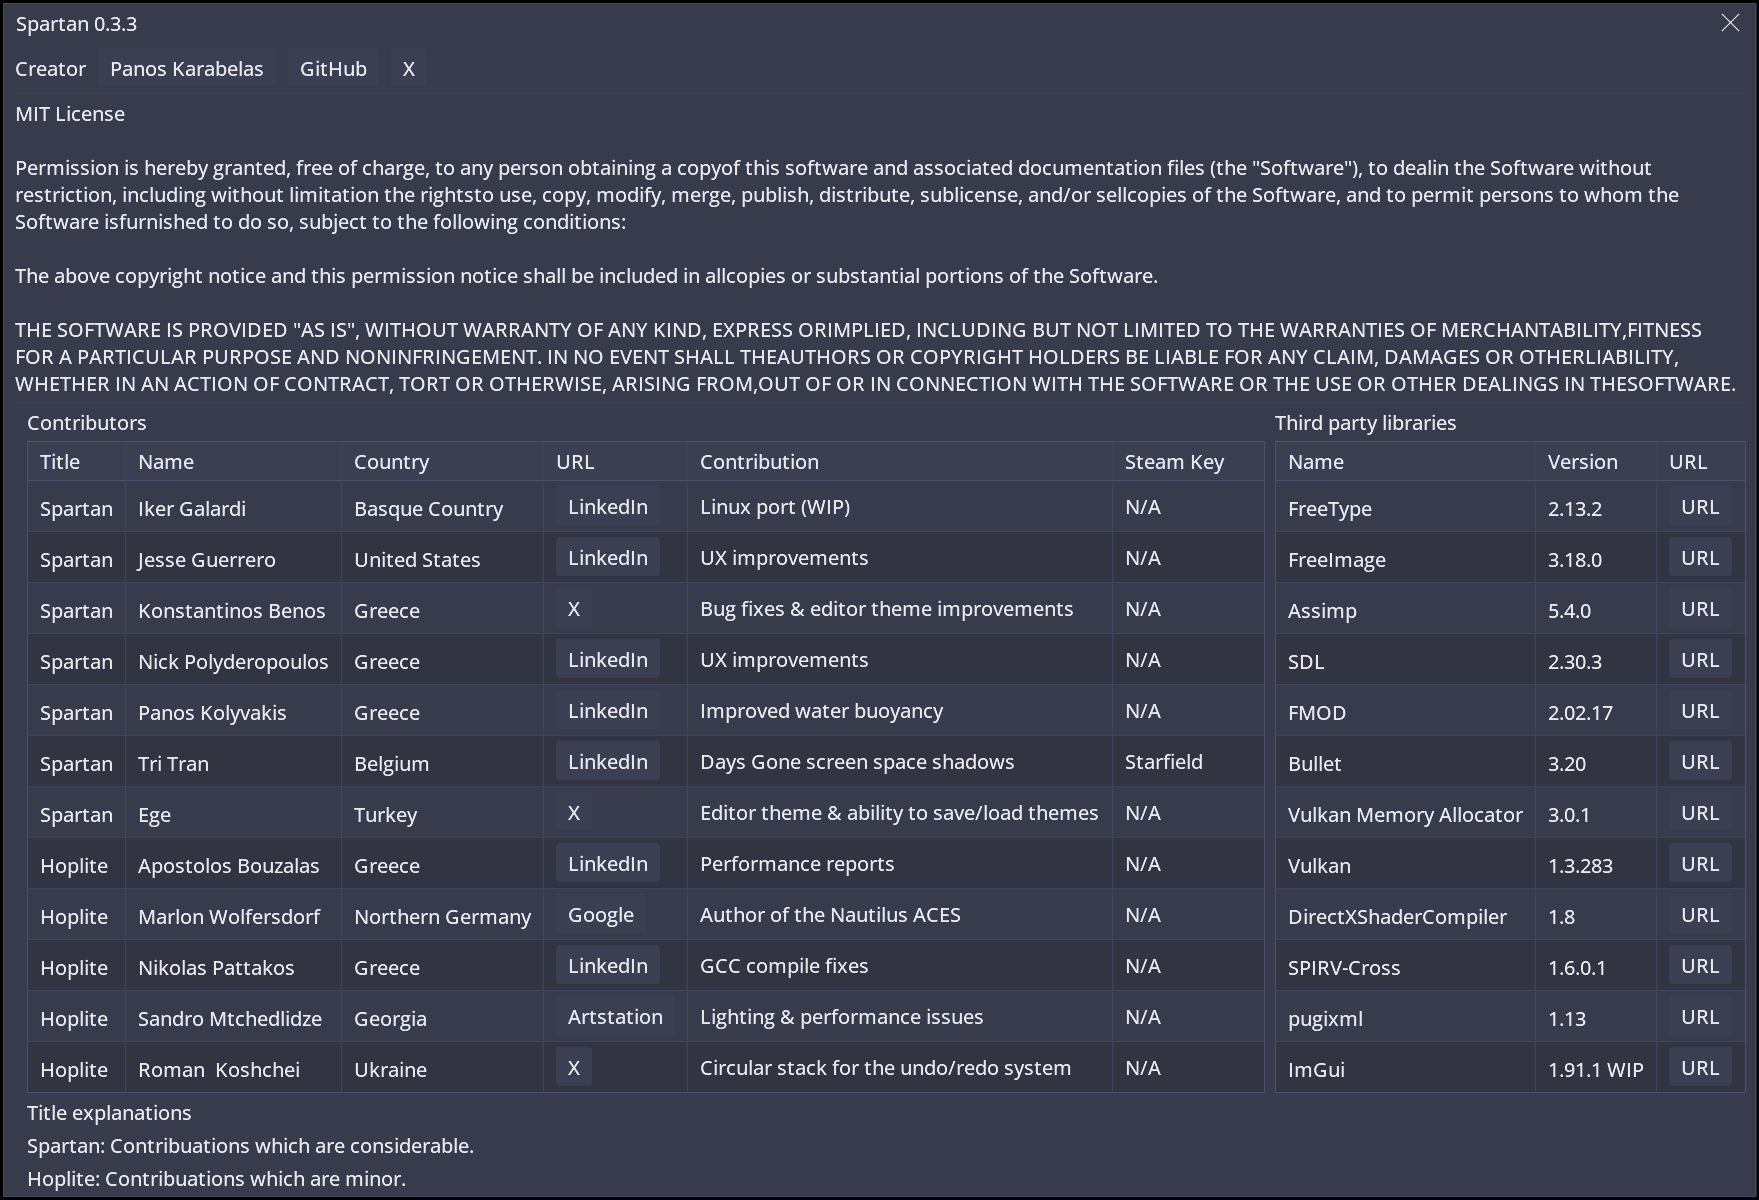 Spartan 0.3.3
Creator Panos Karabelas GitHub X
MIT License
Permission is hereby granted, free of charge, to any person obtaining a copyof this software and associated documentation files (the "Software"), to dealin the Software without
restriction, including without limitation the rightsto use, copy, modify, merge, publish, distribute, sublicense, and/or sellcopies of the Software, and to permit persons to whom the
Software isfurnished to do so, subject to the following conditions:
The above copyright notice and this permission notice shall be included in allcopies or substantial portions of the Software.
THE SOFTWARE IS PROVIDED "AS IS", WITHOUT WARRANTY OF ANY KIND, EXPRESS ORIMPLIED, INCLUDING BUT NOT LIMITED TO THE WARRANTIES OF MERCHANTABILITY,FITNESS
FOR A PARTICULAR PURPOSE AND NONINFRINGEMENT. IN NO EVENT SHALL THEAUTHORS OR COPYRIGHT HOLDERS BE LIABLE FOR ANY CLAIM, DAMAGES OR OTHERLIABILITY,
WHETHER IN AN ACTION OF CONTRACT, TORT OR OTHERWISE, ARISING FROM,OUT OF OR IN CONNECTION WITH THE SOFTWARE OR THE USE OR OTHER DEALINGS IN THESOFTWARE.
Contributors
Title Name Country URL Contribution Steam Key
Spartan Iker Galardi Basque Country LinkedIn Linux port (WIP) N/A
Spartan Jesse Guerrero United States LinkedIn UX improvements N/A
Spartan Konstantinos Benos Greece X Bug fixes & editor theme improvements N/A
Spartan Nick Polyderopoulos Greece LinkedIn UX improvements N/A
Spartan Panos Kolyvakis Greece LinkedIn Improved water buoyancy N/A
Spartan Tri Tran Belgium LinkedIn Days Gone screen space shadows Starfield
Spartan Ege Turkey X Editor theme & ability to save/load themes N/A
Hoplite Apostolos Bouzalas Greece LinkedIn Performance reports N/A
Hoplite Marlon Wolfersdorf Northern Germany Google Author of the Nautilus ACES N/A
Hoplite Nikolas Pattakos Greece LinkedIn GCC compile fixes N/A
Hoplite Sandro Mtchedlidze Georgia Artstation Lighting & performance issues N/A
Hoplite Roman  Koshchei Ukraine X Circular stack for the undo/redo system N/A
Third party libraries
Name Version URL
FreeType 2.13.2 URL
FreeImage 3.18.0 URL
Assimp 5.4.0 URL
SDL 2.30.3 URL
FMOD 2.02.17 URL
Bullet 3.20 URL
Vulkan Memory Allocator 3.0.1 URL
Vulkan 1.3.283 URL
DirectXShaderCompiler 1.8 URL
SPIRV-Cross 1.6.0.1 URL
pugixml 1.13 URL
ImGui 1.91.1 WIP URL
Title explanations
Spartan: Contribuations which are considerable.
Hoplite: Contribuations which are minor.